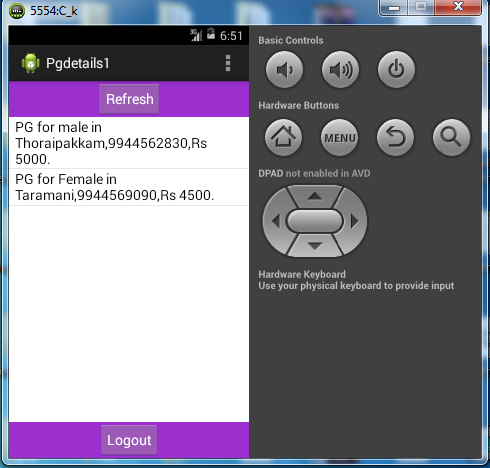 5554:C_k
3G 6:51
Pgdetails1
Refresh
PG for male in
Thoraipakkam,9944562830,Rs
5000.
PG for Female in
Taramani,9944569090,Rs 4500.
Logout
Basic Controls
Hardware Buttons
MENU
DPAD not enabled in AVD
Hardware Keyboard
Use your physical keyboard to provide input